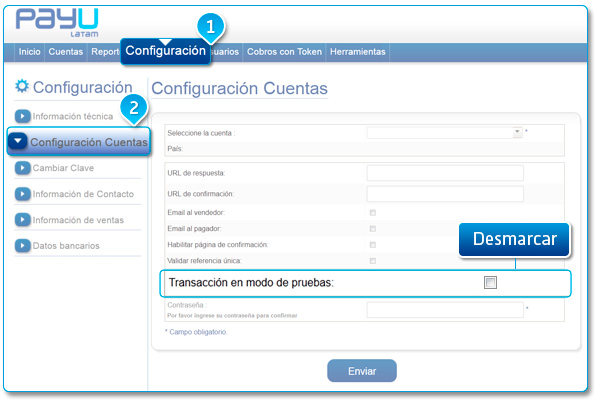 PAYU
LATAM
1
Inicio Cuentas Report Configuración suarios Cobros con Token Herramientas
Configuración
2
Información técnica
Configuración Cuentas
Cambiar Clave
Información de Contacto
Información de ventas
Datos bancarios
Configuración Cuentas
Seleccione la cuenta : *
País:
URL de respuesta:
URL de confirmación:
Email al vendedor:
Email al pagador:
Habilitar página de confirmación:
Desmarcar
Validar referencia única:
Transacción en modo de pruebas:
Contraseña : *
Por favor ingrese su contraseña para confirmar
* Campo obligatorio.
Enviar